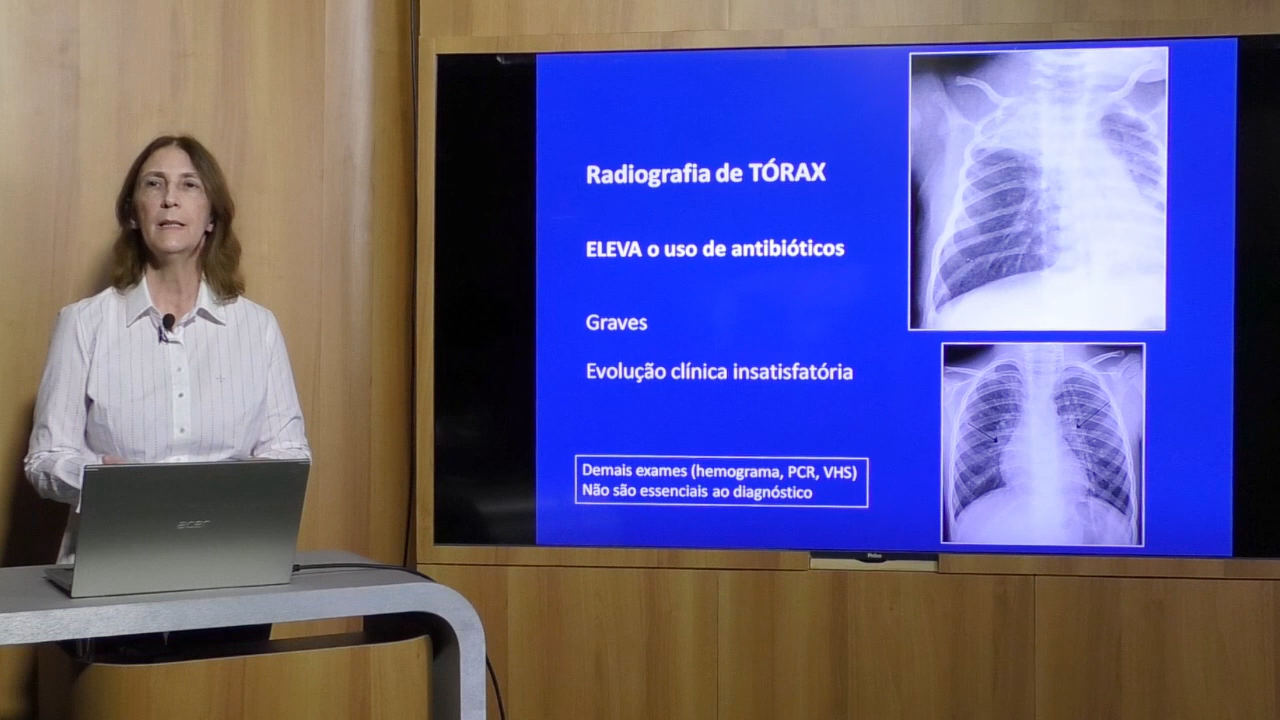 Radiografia de TÓRAX
ELEVA o uso de antibióticos
Graves
Evolução clínica insatisfatória
Demais exames (hemograma, PCR, VHS)
Não são essenciais ao diagnóstico
acer
Philco